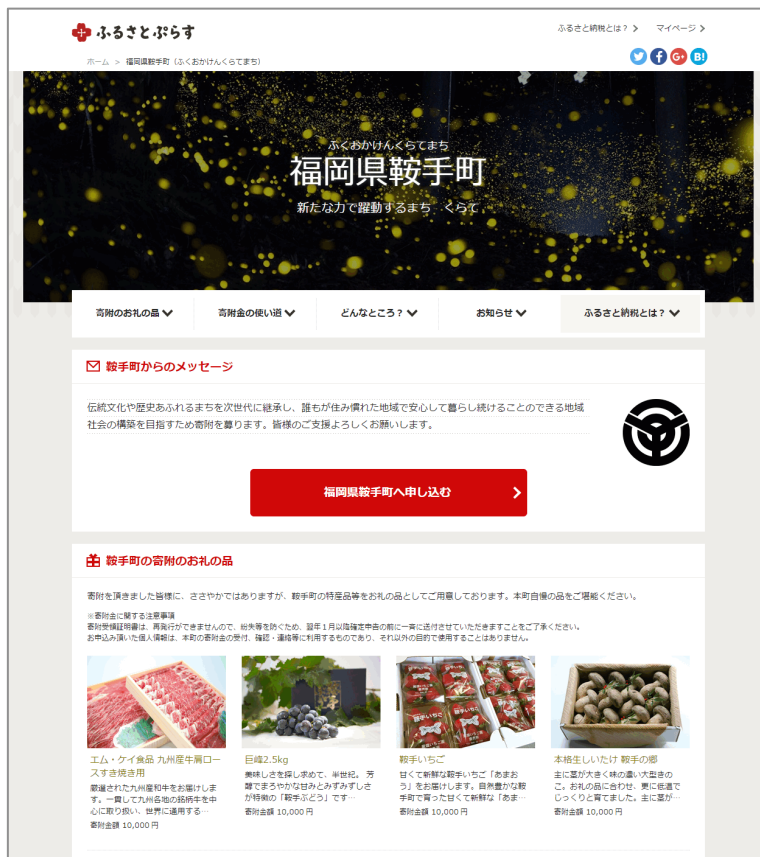 ふるさとぷらす
ふるさと納税とは？
マイページ
ホーム > 福岡県鞍手町（ふくおかけんくらてまち）
ふくおかけんくらてまち
福岡県鞍手町
新たな力で躍動するまち くらて
寄附のお礼の品
寄附金の使い道
どんなところ？
お知らせ
ふるさと納税とは？
鞍手町からのメッセージ
伝統文化や歴史あふれるまちを次世代に継承し、誰もが住み慣れた地域で安心して暮らし続けることのできる地域
社会の構築を目指すため寄附を募ります。皆様のご支援よろしくお願いします。
福岡県鞍手町へ申し込む
鞍手町の寄附のお礼の品
寄附を頂きました皆様に、ささやかではありますが、鞍手町の特産品等をお礼の品としてご用意しております。本町自慢の品をご堪能ください。
※寄附金に関する注意事項
寄附受領証明書は、再発行ができませんので、紛失等を防ぐため、翌年１月以降確定申告の前に一斉に送付させていただきますことをご了承ください。
お申込み頂いた個人情報は、本町の寄附金の受付、確認・連絡等に利用するものであり、それ以外の目的で使用することはありません。
エム・ケイ食品 九州産牛肩ロー
スすき焼き用
厳選された九州産和牛をお届けしま
す。一貫して九州各地の銘柄牛を中
心に取り扱い、世界に通用する…
寄附金額 10,000 円
巨峰2.5kg
美味しさを探し求めて、半世紀。 芳
醇でまろやかな甘みとみずみずしさ
が特徴の「鞍手ぶどう」です…
寄附金額 10,000 円
鞍手いちご
甘くて新鮮な鞍手いちご「あまお
う」をお届けします。自然豊かな鞍
手町で育った甘くて新鮮な「あま…
寄附金額 10,000 円
本格生しいたけ 鞍手の郷
主に茎が大きく味の濃い大型きの
こ。お礼の品に合わせ、更に低温で
じっくりと育てました。主に茎が…
寄附金額 10,000 円